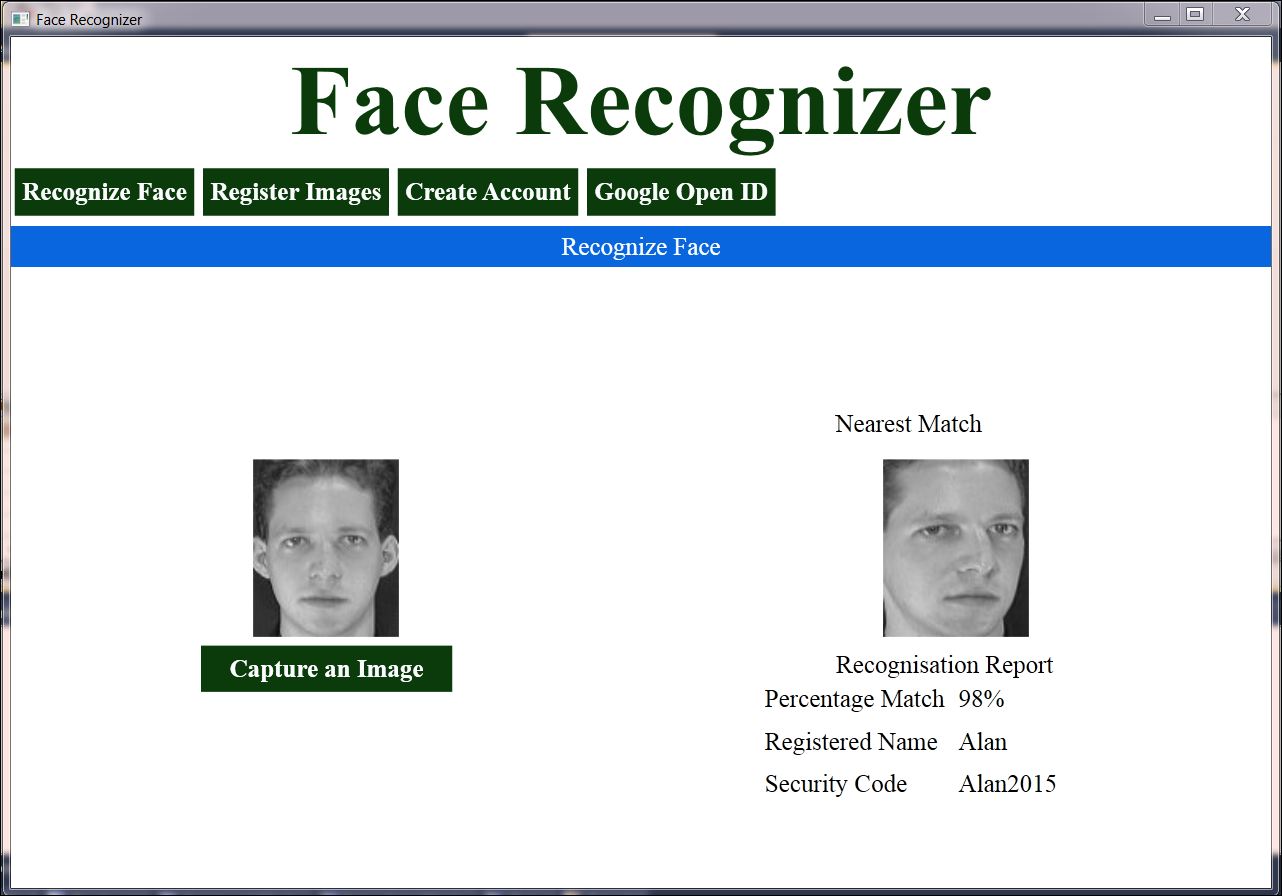 Face Recognizer
Face Recognizer
Recognize Face Register Images Create Account Google Open ID
Recognize Face
Nearest Match
Capture an Image
Recognisation Report
Percentage Match 98%
Registered Name Alan
Security Code Alan2015